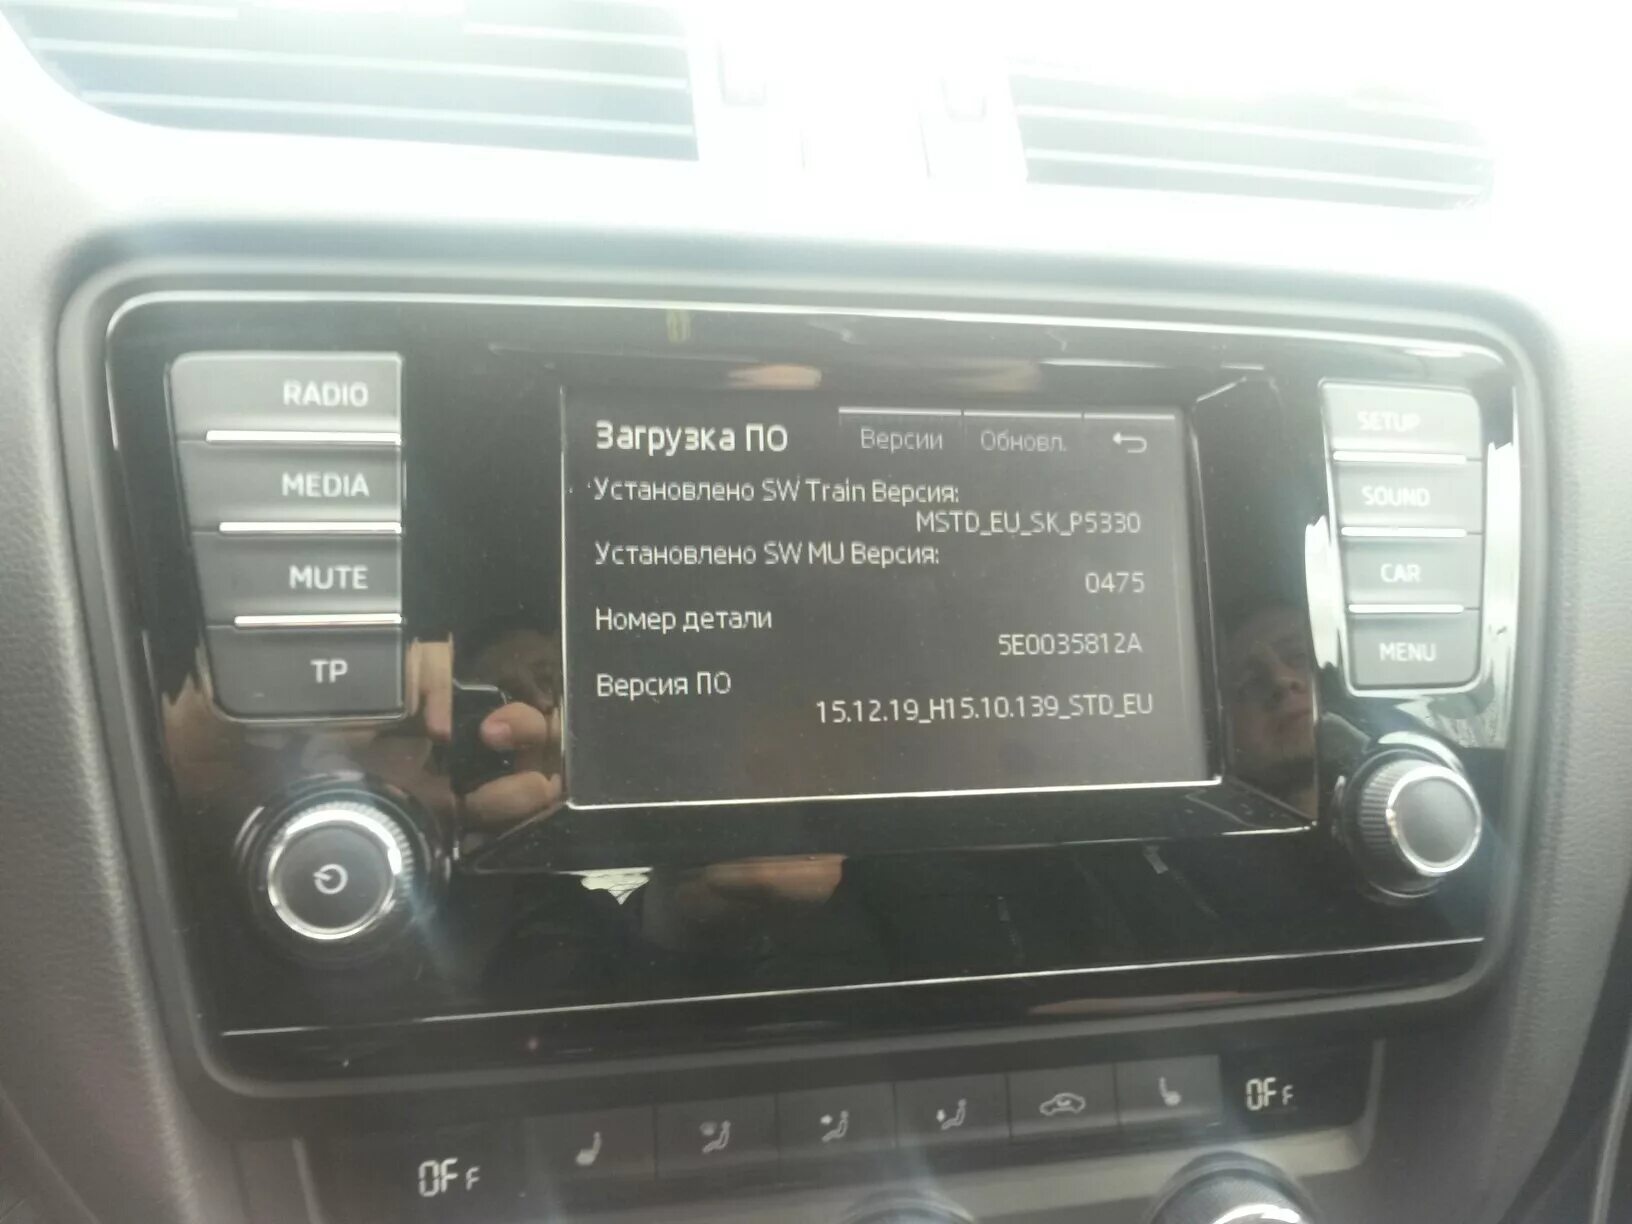 RADIO
MEDIA
MUTE
TP
Загрузка ПО
Версии
Обновл.
Установлено SW Train Версия:
MSTD_EU_SK_P5330
Установлено SW MU Версия:
0475
Номер детали
5E0035812A
Версия ПО
15.12.19_H15.10.139_STD_EU
SETUP
SOUND
CAR
MENU
OFF
OFF